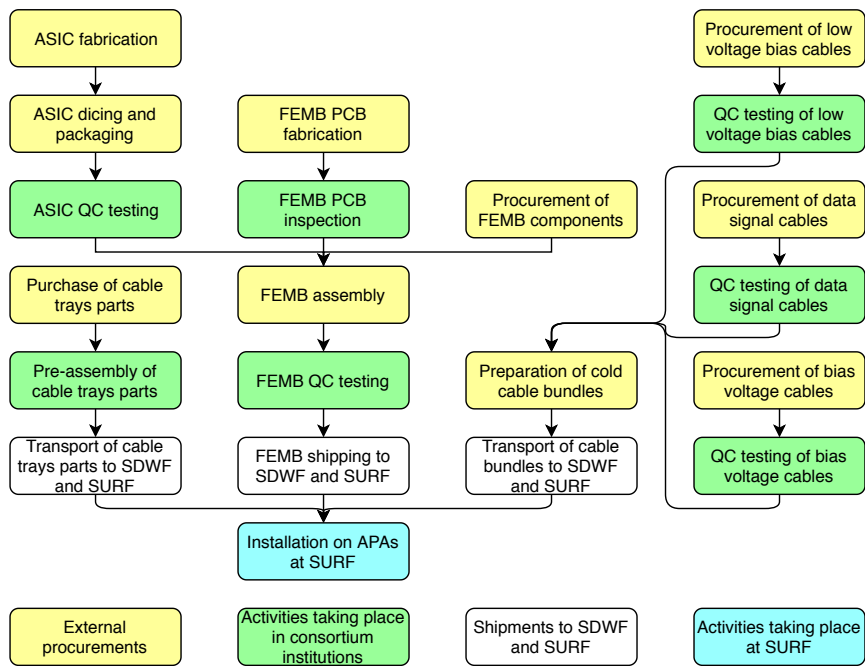 ASIC fabrication
Procurement of low
voltage bias cables
ASIC dicing and
packaging
FEMB PCB
fabrication
QC testing of low
voltage bias cables
ASIC QC testing
FEMB PCB
inspection
Procurement of
FEMB components
Procurement of data
signal cables
Purchase of cable
trays parts
FEMB assembly
QC testing of data
signal cables
Pre-assembly of
cable trays parts
FEMB QC testing
Preparation of cold
cable bundles
Procurement of bias
voltage cables
Transport of cable
trays parts to SDWF
and SURF
FEMB shipping to
SDWF and SURF
Transport of cable
bundles to SDWF
and SURF
QC testing of bias
voltage cables
Installation on APAs
at SURF
External
procurements
Activities taking place
in consortium
institutions
Shipments to SDWF
and SURF
Activities taking place
at SURF